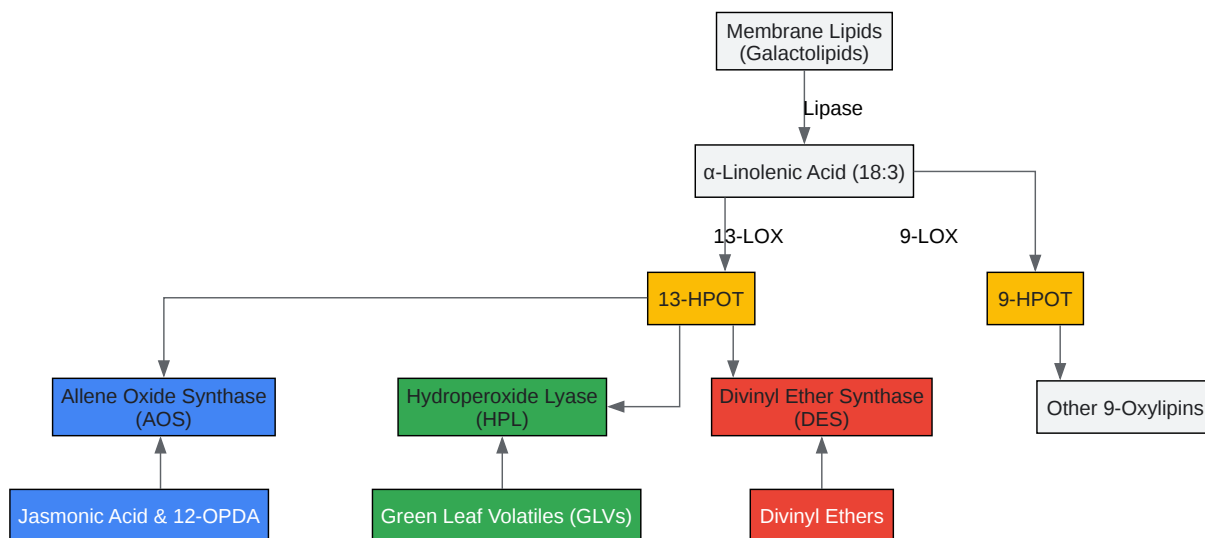 Membrane Lipids
(Galactolipids)
Lipase
α-Linolenic Acid (18:3)
13-LOX
9-LOX
13-HPOT
9-HPOT
Allene Oxide Synthase
(AOS)
Hydroperoxide Lyase
(HPL)
Divinyl Ether Synthase
(DES)
Other 9-Oxylipins
Jasmonic Acid & 12-OPDA
Green Leaf Volatiles (GLVs)
Divinyl Ethers